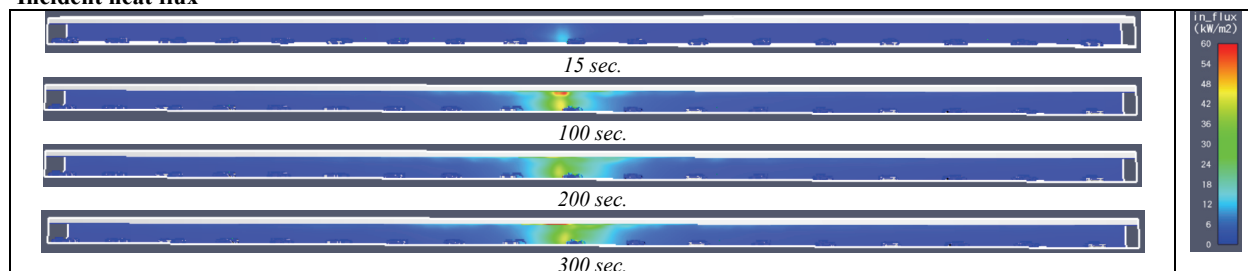 Incident heat flux
15 sec.
100 sec.
200 sec.
300 sec.
in_flux
(kW/m2)
60
54
48
42
36
30
24
18
12
6
0